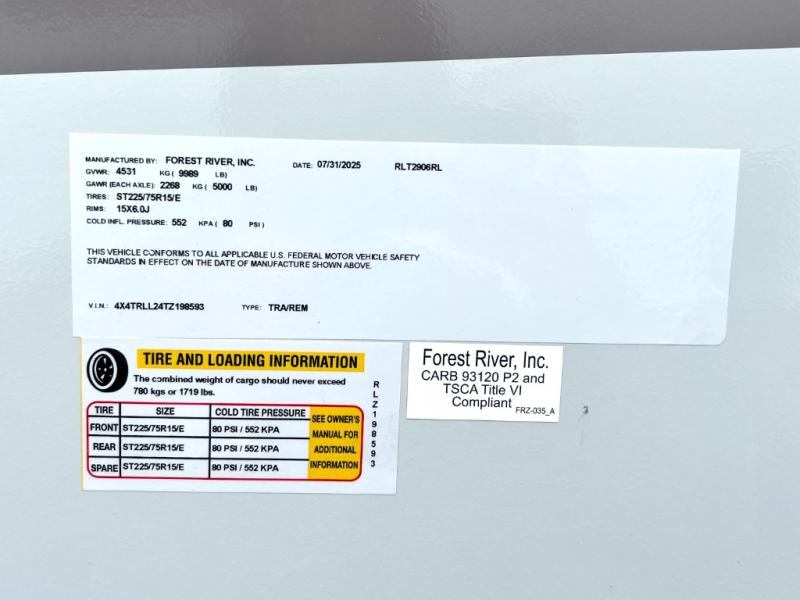 MANUFACTURED BY: FOREST RIVER, INC. DATE: 07/31/2025 RLT2906RL
GVWR: 4531 KG ( 9989 LB)
GAWR (EACH AXLE): 2268 KG ( 5000 LB)
TIRES: ST225/75R15/E
RIMS: 15X6.0J
COLD INFL. PRESSURE: 552 KPA ( 80 PSI )
THIS VEHICLE CONFORMS TO ALL APPLICABLE U.S. FEDERAL MOTOR VEHICLE SAFETY
STANDARDS IN EFFECT ON THE DATE OF MANUFACTURE SHOWN ABOVE.
V.I.N.: 4X4TRLL24TZ198593 TYPE: TRA/REM
TIRE AND LOADING INFORMATION
The combined weight of cargo should never exceed
780 kgs or 1719 lbs.
TIRE SIZE COLD TIRE PRESSURE
FRONT ST225/75R15/E 80 PSI / 552 KPA
REAR ST225/75R15/E 80 PSI / 552 KPA
SPARE ST225/75R15/E 80 PSI / 552 KPA
SEE OWNER'S
MANUAL FOR
ADDITIONAL
INFORMATION
RLZ198593
Forest River, Inc.
CARB 93120 P2 and
TSCA Title VI
Compliant
FRZ-035_A